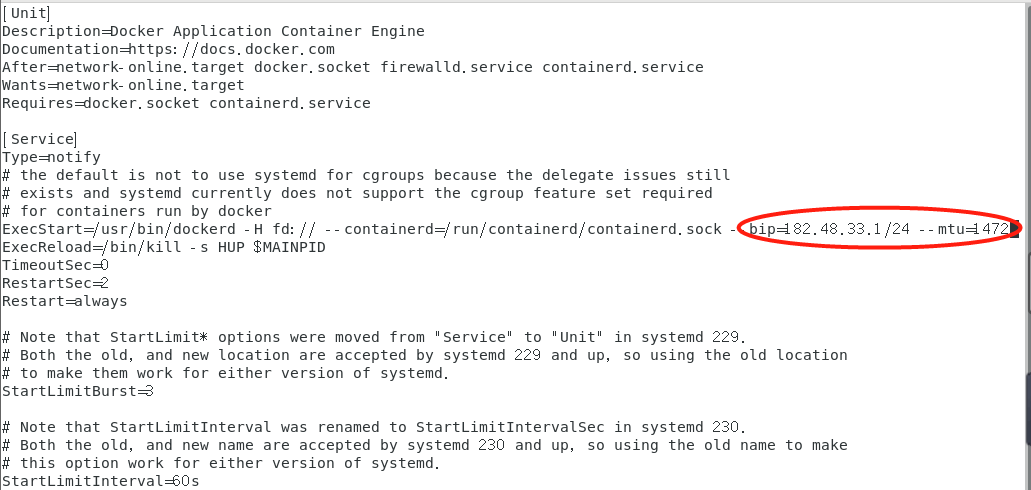 [Unit]
Description=Docker Application Container Engine
Documentation=https://docs.docker.com
After=network-online.target docker.socket firewalld.service containerd.service
Wants=network-online.target
Requires=docker.socket containerd.service
[Service]
Type=notify
# the default is not to use systemd for cgroups because the delegate issues still
# exists and systemd currently does not support the cgroup feature set required
# for containers run by docker
ExecStart=/usr/bin/dockerd -H fd:// --containerd=/run/containerd/containerd.sock --bip=182.48.33.1/24 --mtu=1472
ExecReload=/bin/kill -s HUP $MAINPID
TimeoutSec=0
RestartSec=2
Restart=always
# Note that StartLimit* options were moved from "Service" to "Unit" in systemd 229.
# Both the old, and new location are accepted by systemd 229 and up, so using the old location
# to make them work for either version of systemd.
StartLimitBurst=3
# Note that StartLimitInterval was renamed to StartLimitIntervalSec in systemd 230.
# Both the old, and new name are accepted by systemd 230 and up, so using the old name to make
# this option work for either version of systemd.
StartLimitInterval=60s